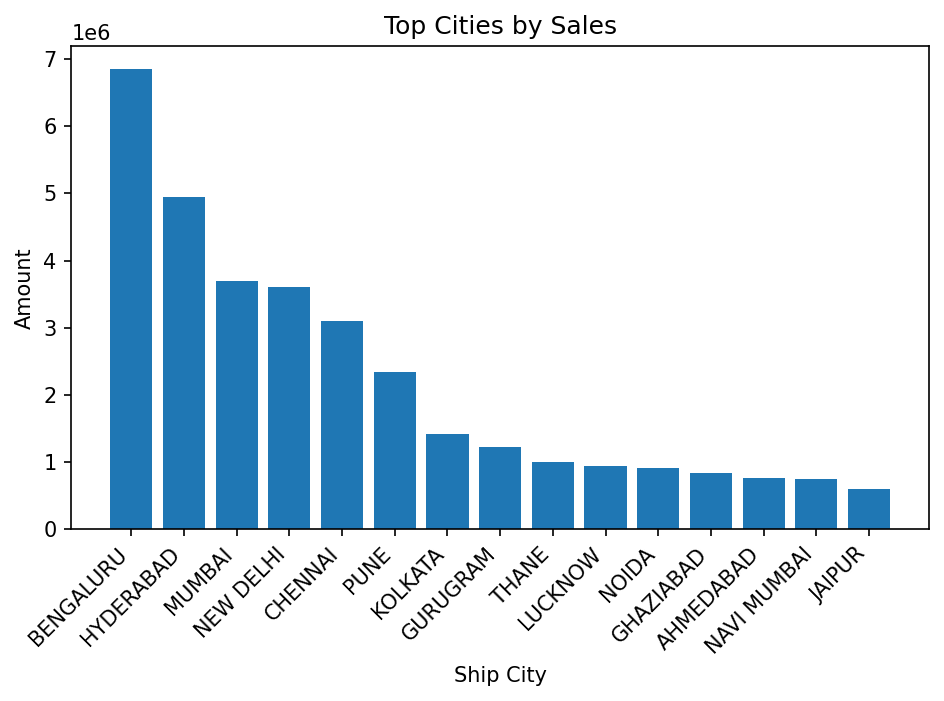 Top Cities by Sales
1e6
7
6
5
4
3
2
1
0
Amount
BENGALURU
HYDERABAD
MUMBAI
NEW DELHI
CHENNAI
PUNE
KOLKATA
GURUGRAM
THANE
LUCKNOW
NOIDA
GHAZIABAD
AHMEDABAD
NAVI MUMBAI
JAIPUR
Ship City